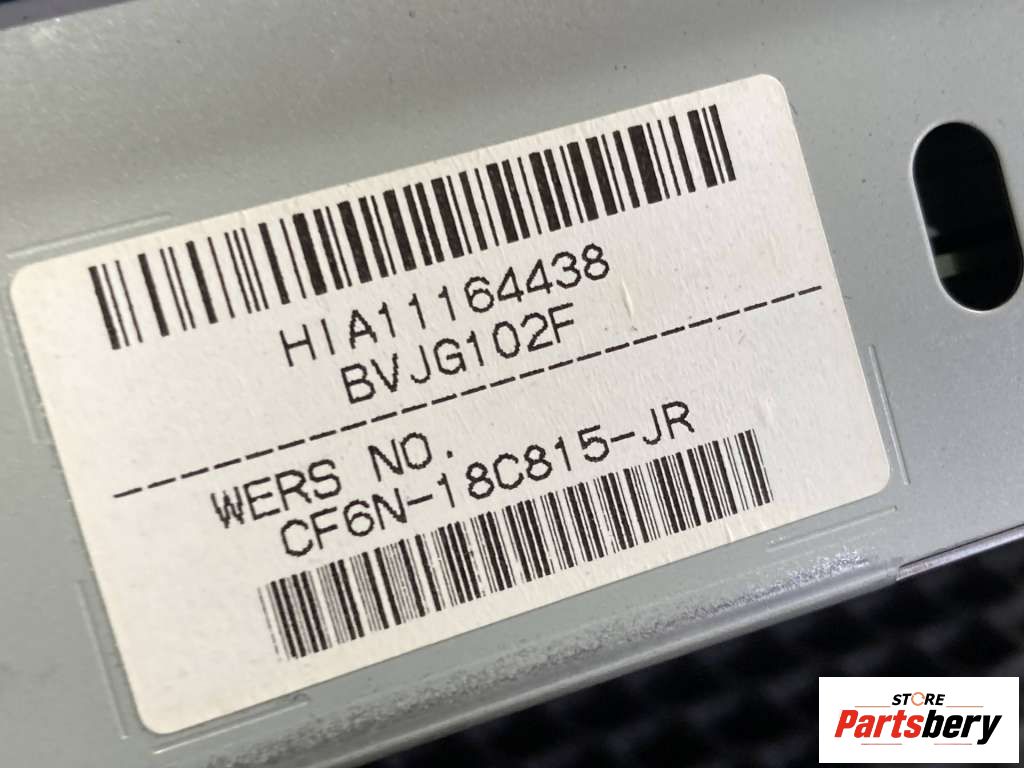 HIA11164438
BVJG102F
WERS NO.
CF6N-18C815-JR
STORE
Partsbery